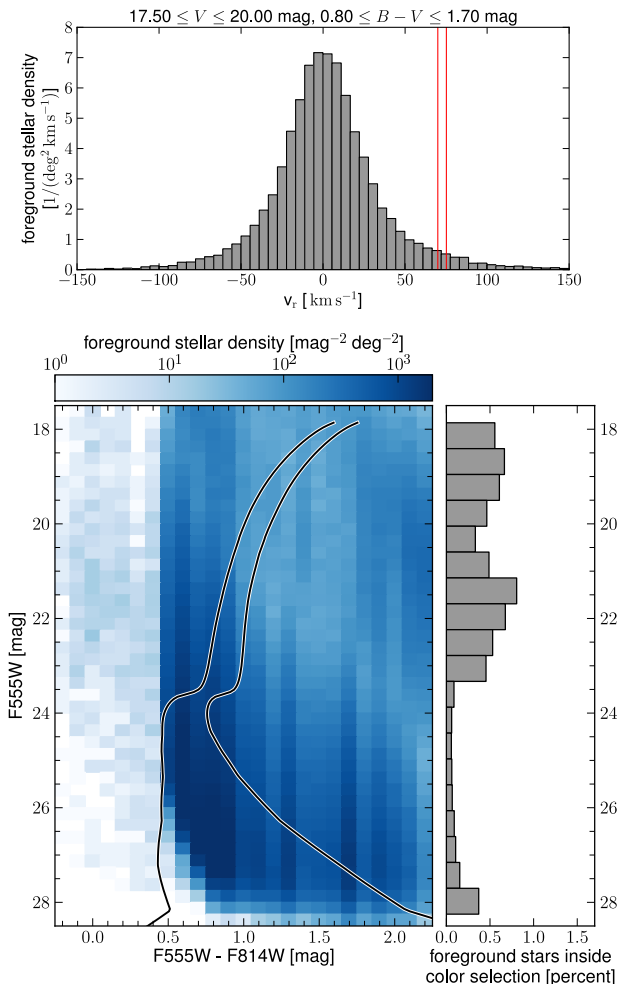 17.50 ≤ V ≤ 20.00 mag, 0.80 ≤ B − V ≤ 1.70 mag
foreground stellar density
[1/(deg² km s⁻¹)]
8
7
6
5
4
3
2
1
0
−150 −100 −50 0 50 100 150
v_r [km s⁻¹]
foreground stellar density [mag⁻² deg⁻²]
10⁰ 10¹ 10² 10³
F555W [mag]
18 18
20 20
22 22
24 24
26 26
28 28
0.0 0.5 1.0 1.5 2.0
F555W - F814W [mag]
0.0 0.5 1.0 1.5
foreground stars inside
color selection [percent]